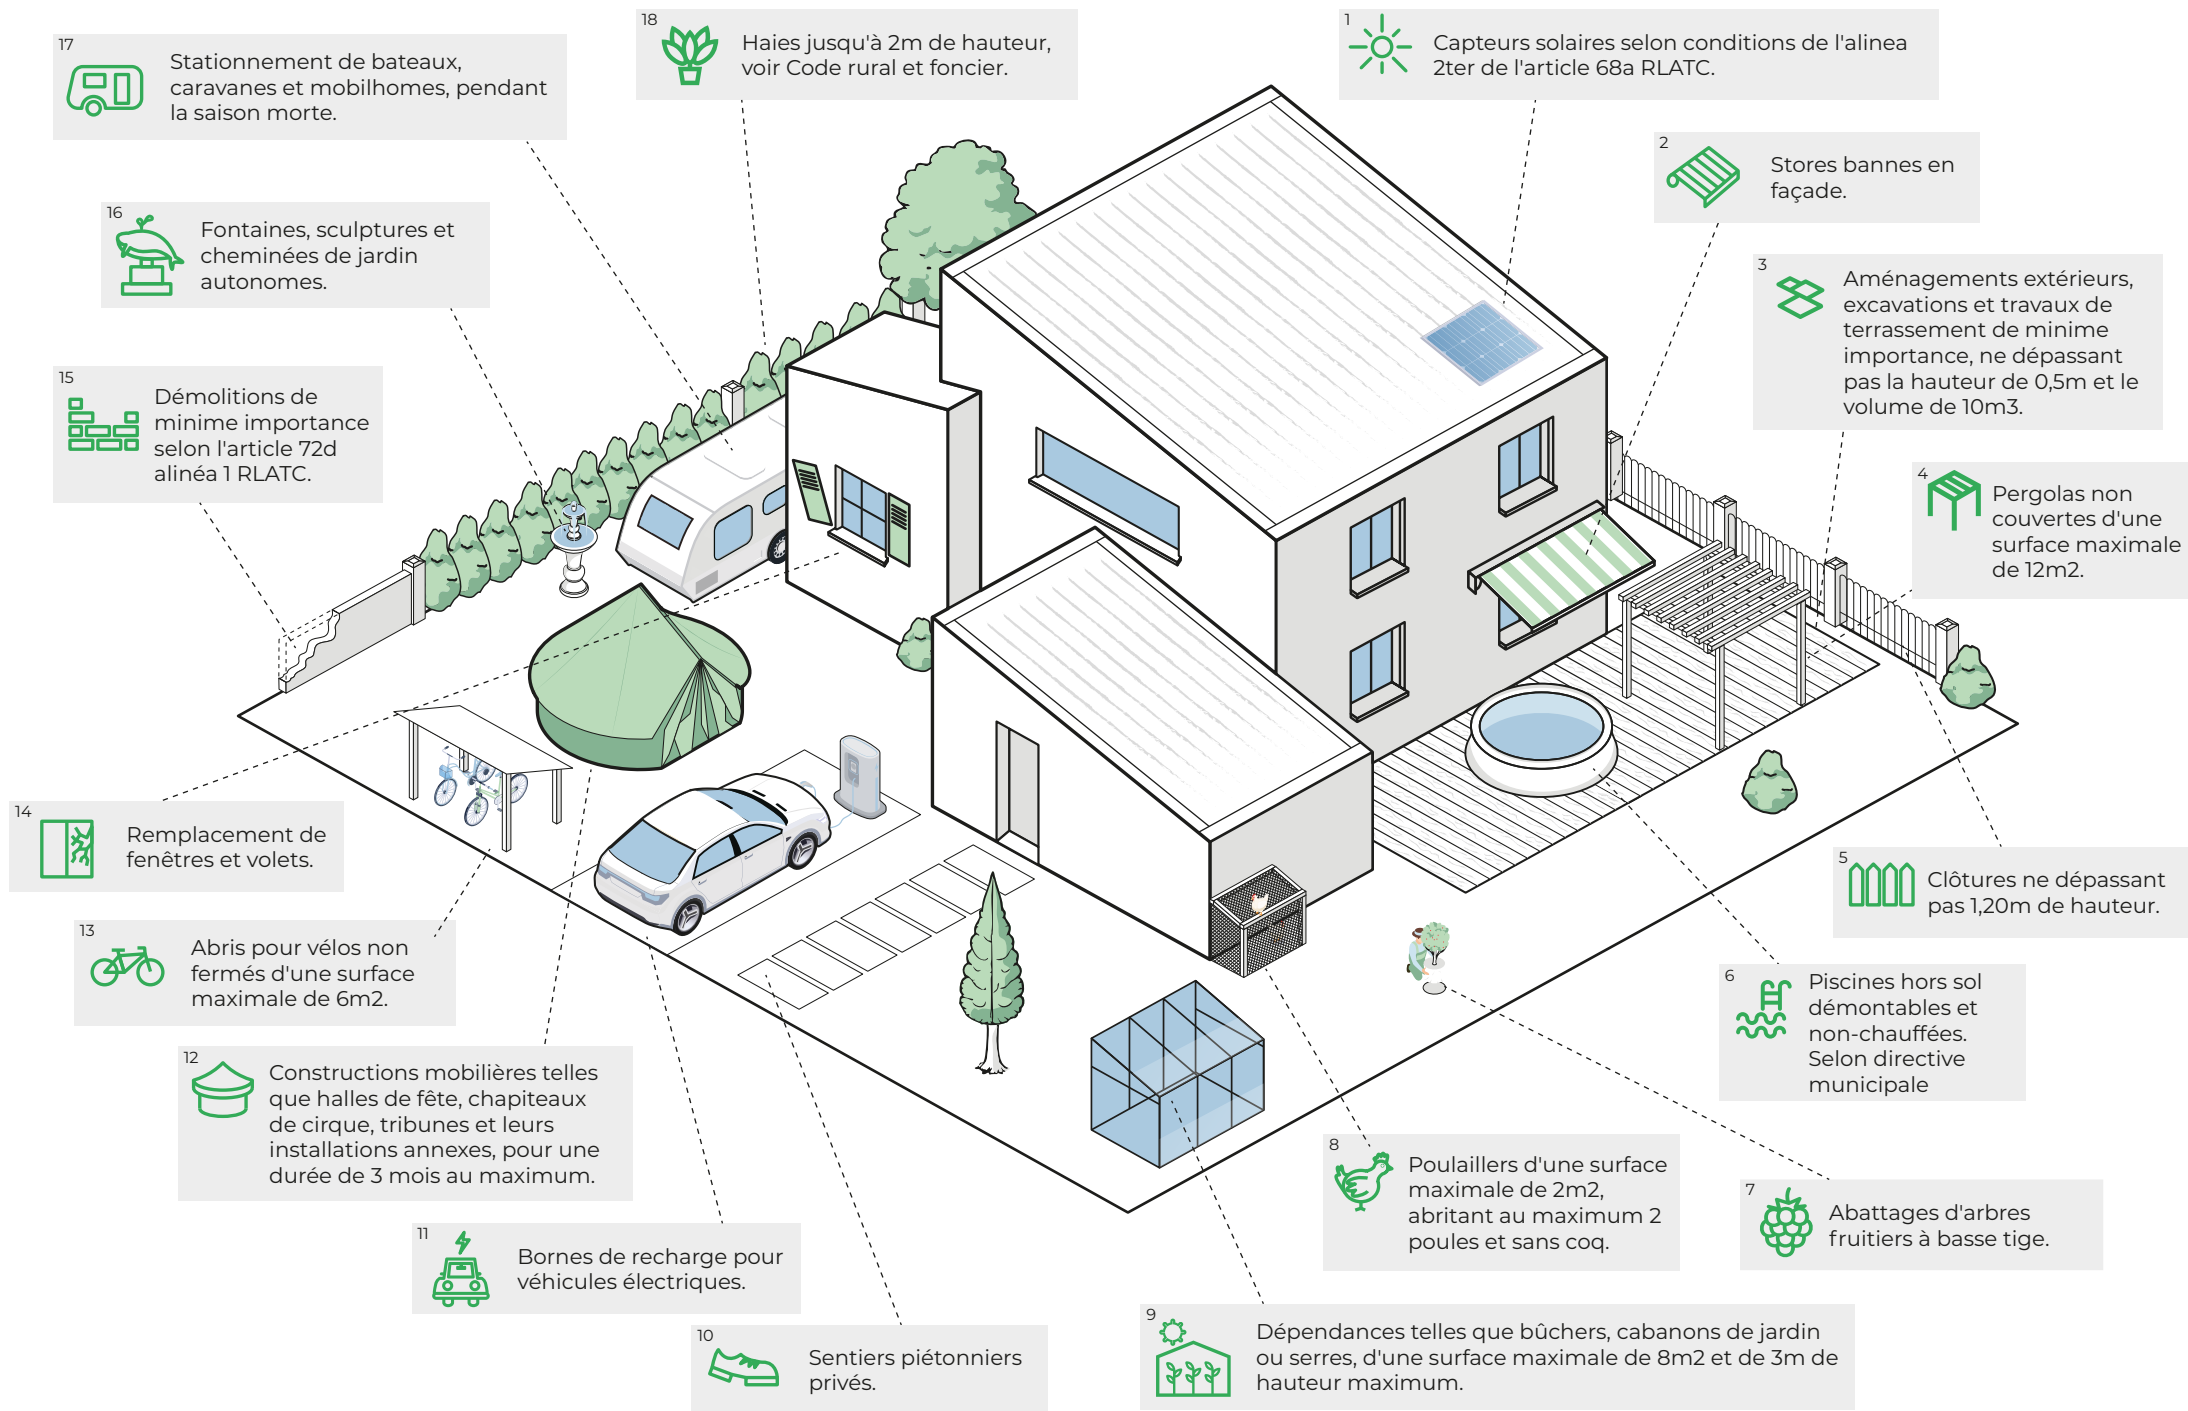 1
Capteurs solaires selon conditions de l'alinea
2ter de l'article 68a RLATC.
2
Stores bannes en
façade.
3
Aménagements extérieurs,
excavations et travaux de
terrassement de minime
importance, ne dépassant
pas la hauteur de 0,5m et le
volume de 10m3.
4
Pergolas non
couvertes d'une
surface maximale
de 12m2.
5
Clôtures ne dépassant
pas 1,20m de hauteur.
6
Piscines hors sol
démontables et
non-chauffées.
Selon directive
municipale
7
Abattages d'arbres
fruitiers à basse tige.
8
Poulaillers d'une surface
maximale de 2m2,
abritant au maximum 2
poules et sans coq.
9
Dépendances telles que bûchers, cabanons de jardin
ou serres, d'une surface maximale de 8m2 et de 3m de
hauteur maximum.
10
Sentiers piétonniers
privés.
11
Bornes de recharge pour
véhicules électriques.
12
Constructions mobilières telles
que halles de fête, chapiteaux
de cirque, tribunes et leurs
installations annexes, pour une
durée de 3 mois au maximum.
13
Abris pour vélos non
fermés d'une surface
maximale de 6m2.
14
Remplacement de
fenêtres et volets.
15
Démolitions de
minime importance
selon l'article 72d
alinéa 1 RLATC.
16
Fontaines, sculptures et
cheminées de jardin
autonomes.
17
Stationnement de bateaux,
caravanes et mobilhomes, pendant
la saison morte.
18
Haies jusqu'à 2m de hauteur,
voir Code rural et foncier.